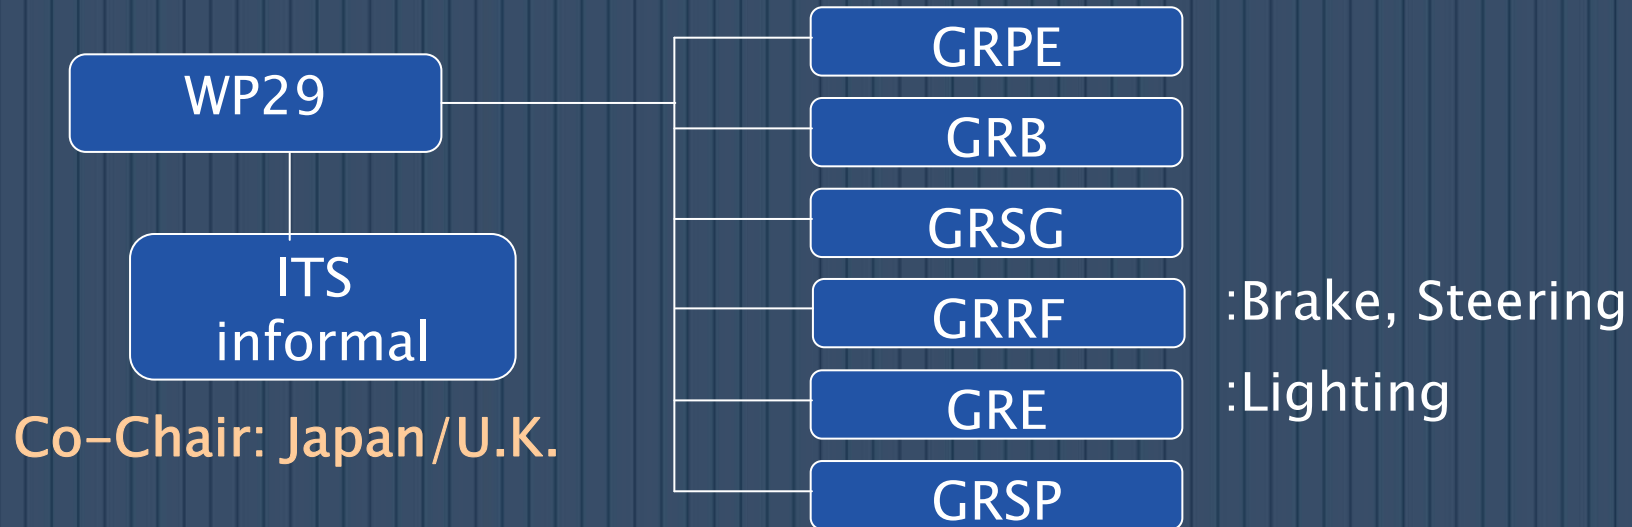 WP29
ITS
informal
Co-Chair: Japan/U.K.
GRPE
GRB
GRSG
GRRF
:Brake, Steering
GRE
:Lighting
GRSP